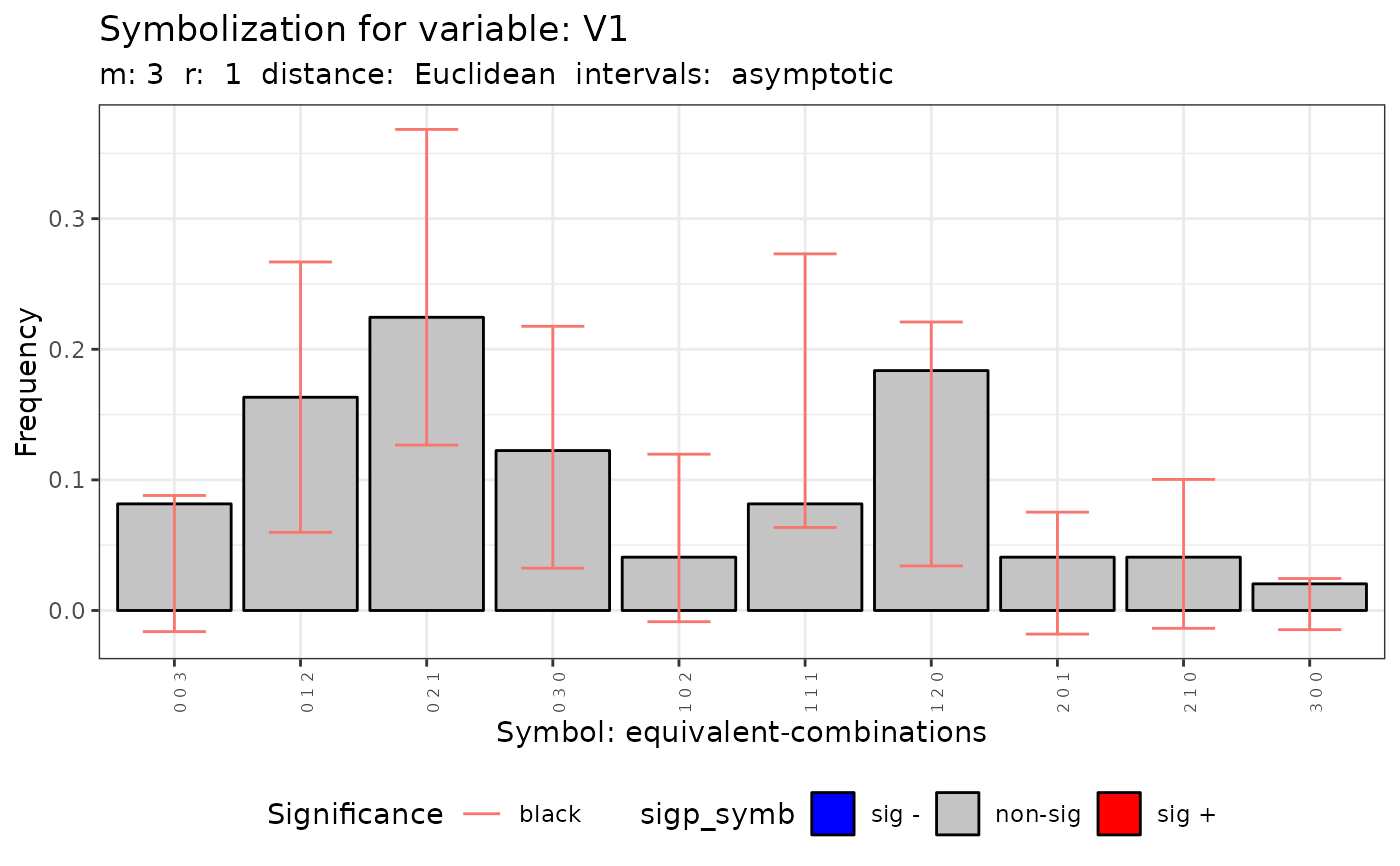 Symbolization for variable: V1
m: 3 r: 1 distance: Euclidean intervals: asymptotic
Frequency
0.3
0.2
0.1
0.0
0 0 3
0 1 2
0 2 1
0 3 0
1 0 2
1 1 1
1 2 0
2 0 1
2 1 0
3 0 0
Symbol: equivalent-combinations
Significance black sigp_symb sig - non-sig sig +